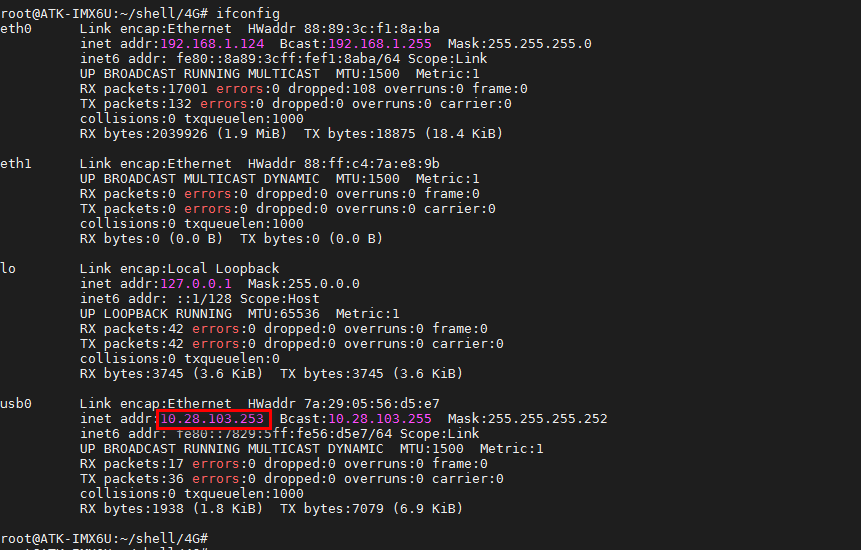 root@ATK-IMX6U:~/shell/4G# ifconfig
eth0      Link encap:Ethernet  HWaddr 88:89:3c:f1:8a:ba
          inet addr:192.168.1.124  Bcast:192.168.1.255  Mask:255.255.255.0
          inet6 addr: fe80::8a89:3cff:fef1:8aba/64 Scope:Link
          UP BROADCAST RUNNING MULTICAST  MTU:1500  Metric:1
          RX packets:17001 errors:0 dropped:108 overruns:0 frame:0
          TX packets:132 errors:0 dropped:0 overruns:0 carrier:0
          collisions:0 txqueuelen:1000
          RX bytes:2039926 (1.9 MiB)  TX bytes:18875 (18.4 KiB)
eth1      Link encap:Ethernet  HWaddr 88:ff:c4:7a:e8:9b
          UP BROADCAST MULTICAST DYNAMIC  MTU:1500  Metric:1
          RX packets:0 errors:0 dropped:0 overruns:0 frame:0
          TX packets:0 errors:0 dropped:0 overruns:0 carrier:0
          collisions:0 txqueuelen:1000
          RX bytes:0 (0.0 B)  TX bytes:0 (0.0 B)
lo        Link encap:Local Loopback
          inet addr:127.0.0.1  Mask:255.0.0.0
          inet6 addr: ::1/128 Scope:Host
          UP LOOPBACK RUNNING  MTU:65536  Metric:1
          RX packets:42 errors:0 dropped:0 overruns:0 frame:0
          TX packets:42 errors:0 dropped:0 overruns:0 carrier:0
          collisions:0 txqueuelen:0
          RX bytes:3745 (3.6 KiB)  TX bytes:3745 (3.6 KiB)
usb0      Link encap:Ethernet  HWaddr 7a:29:05:56:d5:e7
          inet addr:10.28.103.253  Bcast:10.28.103.255  Mask:255.255.255.252
          inet6 addr: fe80::7829:5ff:fe56:d5e7/64 Scope:Link
          UP BROADCAST RUNNING MULTICAST DYNAMIC  MTU:1500  Metric:1
          RX packets:17 errors:0 dropped:0 overruns:0 frame:0
          TX packets:36 errors:0 dropped:0 overruns:0 carrier:0
          collisions:0 txqueuelen:1000
          RX bytes:1938 (1.8 KiB)  TX bytes:7079 (6.9 KiB)
root@ATK-IMX6U:~/shell/4G#